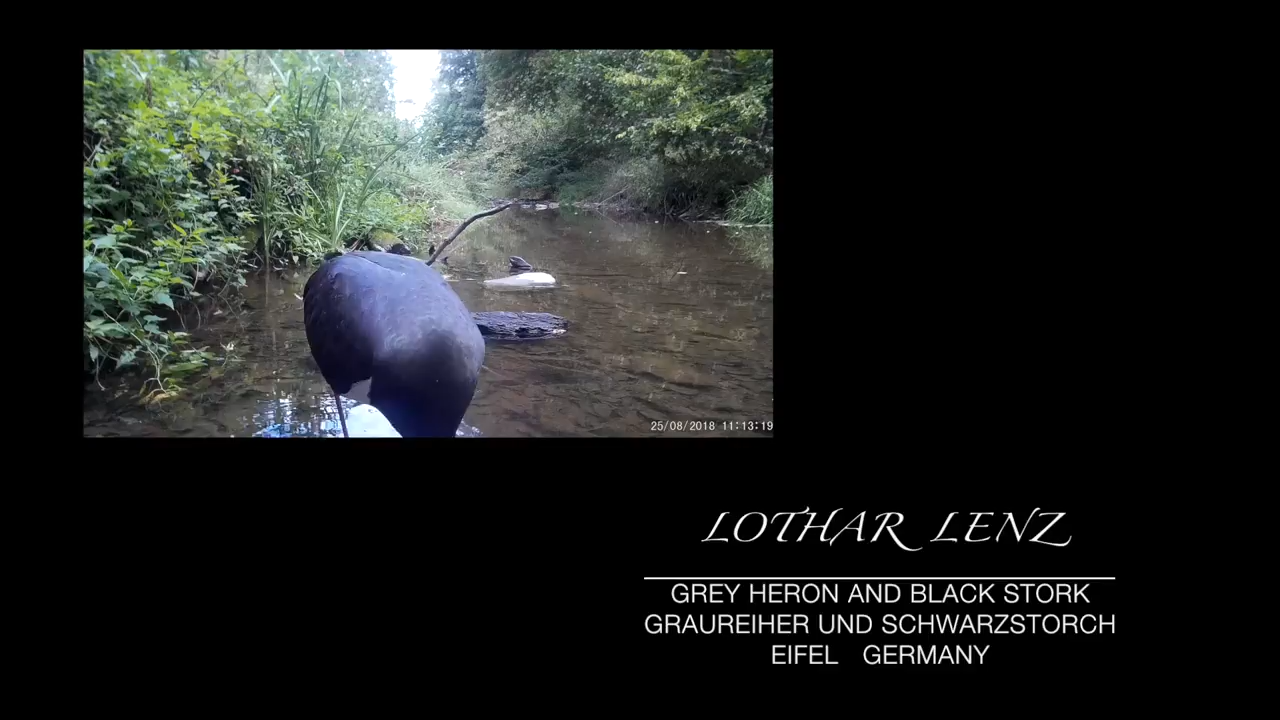 25/08/2018 11:13:19
LOTHAR LENZ
GREY HERON AND BLACK STORK
GRAUREIHER UND SCHWARZSTORCH
EIFEL GERMANY